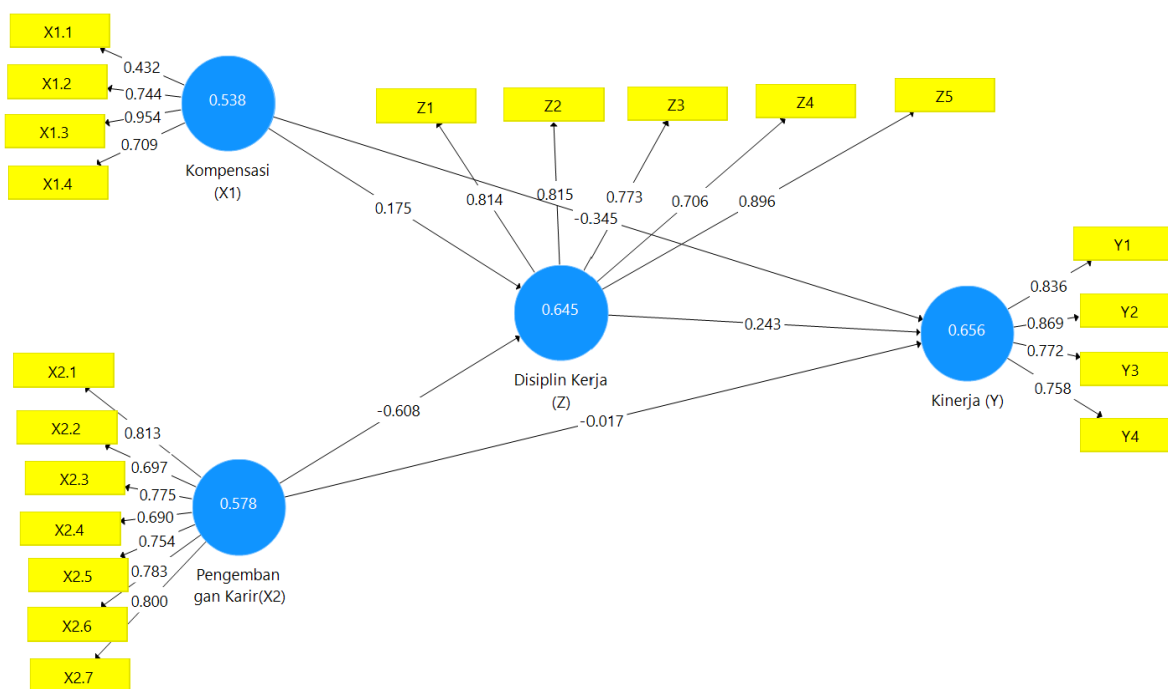 X1.1
0.432
X1.2
0.744
X1.3
0.954
X1.4
0.709
0.538
Kompensasi
(X1)
Z1
Z2
Z3
Z4
Z5
0.814
0.815
0.773
0.706
0.896
0.175
-0.345
0.645
Disiplin Kerja
(Z)
0.243
-0.608
-0.017
0.656
Kinerja (Y)
Y1
0.836
Y2
0.869
Y3
0.772
Y4
0.758
X2.1
0.813
X2.2
0.697
X2.3
0.775
X2.4
0.690
X2.5
0.754
X2.6
0.783
X2.7
0.800
0.578
Pengemban
gan Karir(X2)